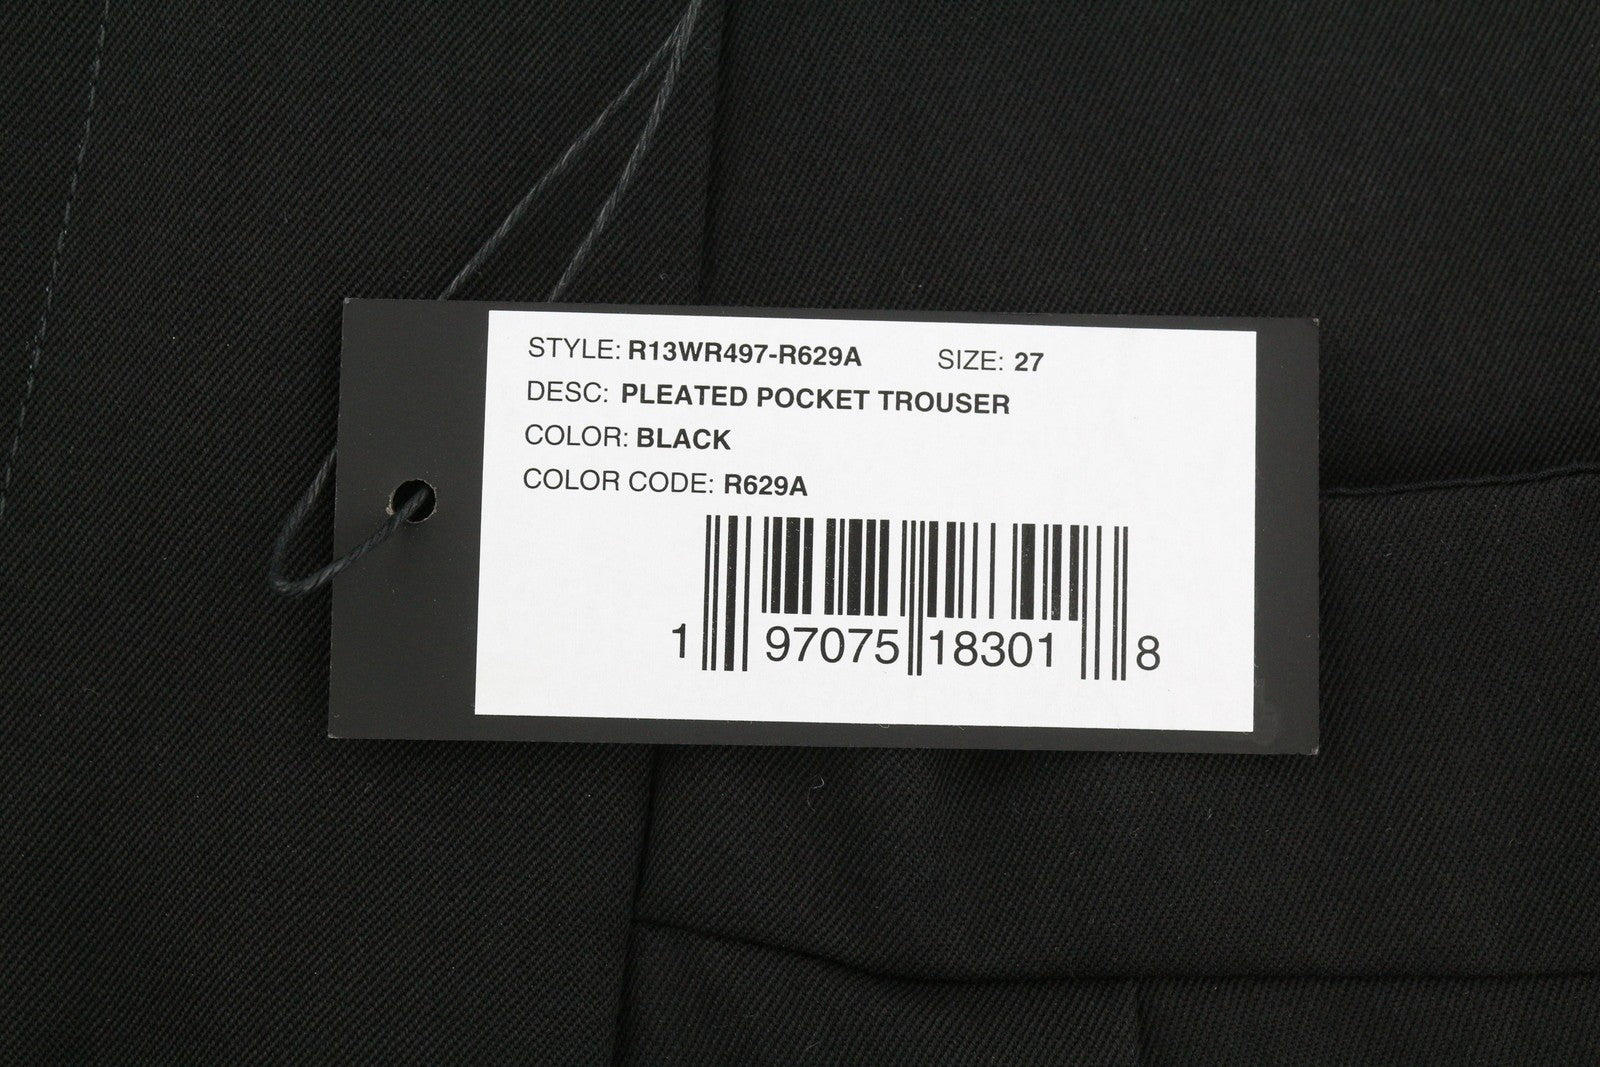 STYLE: R13WR497-R629A SIZE: 27
DESC: PLEATED POCKET TROUSER
COLOR: BLACK
COLOR CODE: R629A
1 97075 18301 8